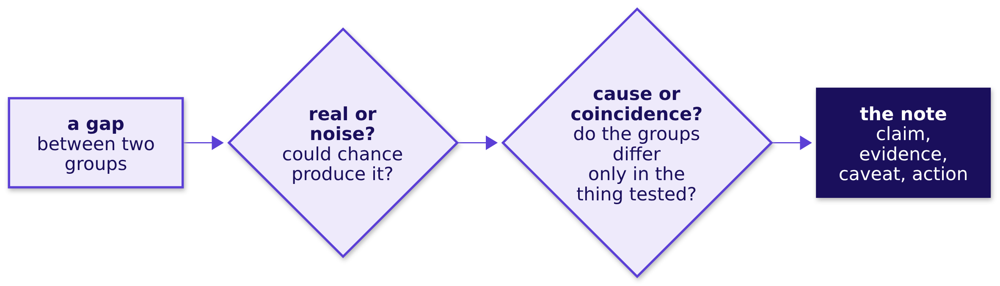 a gap
between two
groups
real or
noise?
could chance
produce it?
cause or
coincidence?
do the groups
differ
only in the
thing tested?
the note
claim,
evidence,
caveat, action